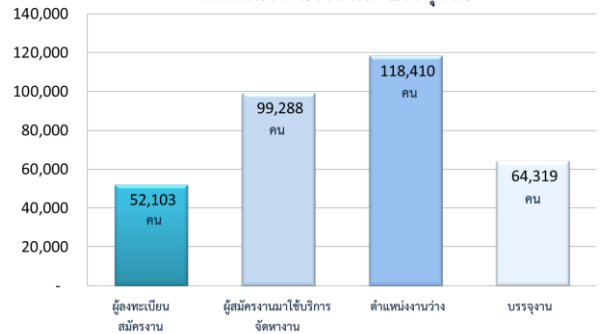 140,000
120,000
100,000
80,000
60,000
40,000
20,000
-
52,103
คน
99,288
คน
118,410
คน
64,319
คน
ผู้ลงทะเบียน
สมัครงาน
ผู้สมัครงานมาใช้บริการ
จัดหางาน
ตำแหน่งงานว่าง
บรรจุงาน